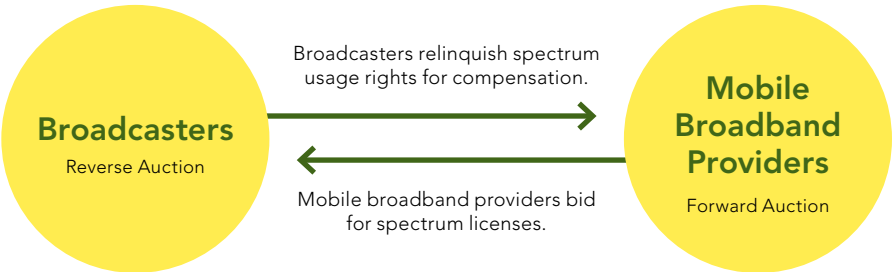 Broadcasters
Reverse Auction
Broadcasters relinquish spectrum
usage rights for compensation.
Mobile broadband providers bid
for spectrum licenses.
Mobile
Broadband
Providers
Forward Auction